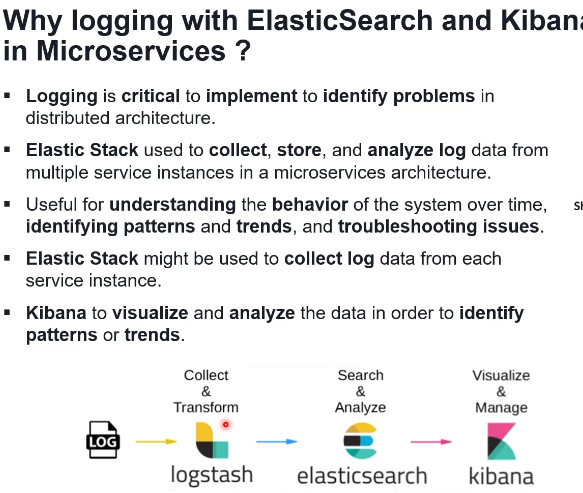 Why logging with ElasticSearch and Kibana
in Microservices ?
▪ Logging is critical to implement to identify problems in
distributed architecture.
▪ Elastic Stack used to collect, store, and analyze log data from
multiple service instances in a microservices architecture.
▪ Useful for understanding the behavior of the system over time,
identifying patterns and trends, and troubleshooting issues.
▪ Elastic Stack might be used to collect log data from each
service instance.
▪ Kibana to visualize and analyze the data in order to identify
patterns or trends.
Collect
&
Transform
Search
&
Analyze
Visualize
&
Manage
LOG
logstash
elasticsearch
kibana